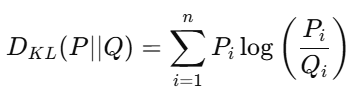 D_{KL}(P||Q) = \sum_{i=1}^{n} P_i \log \left( \frac{P_i}{Q_i} \right)